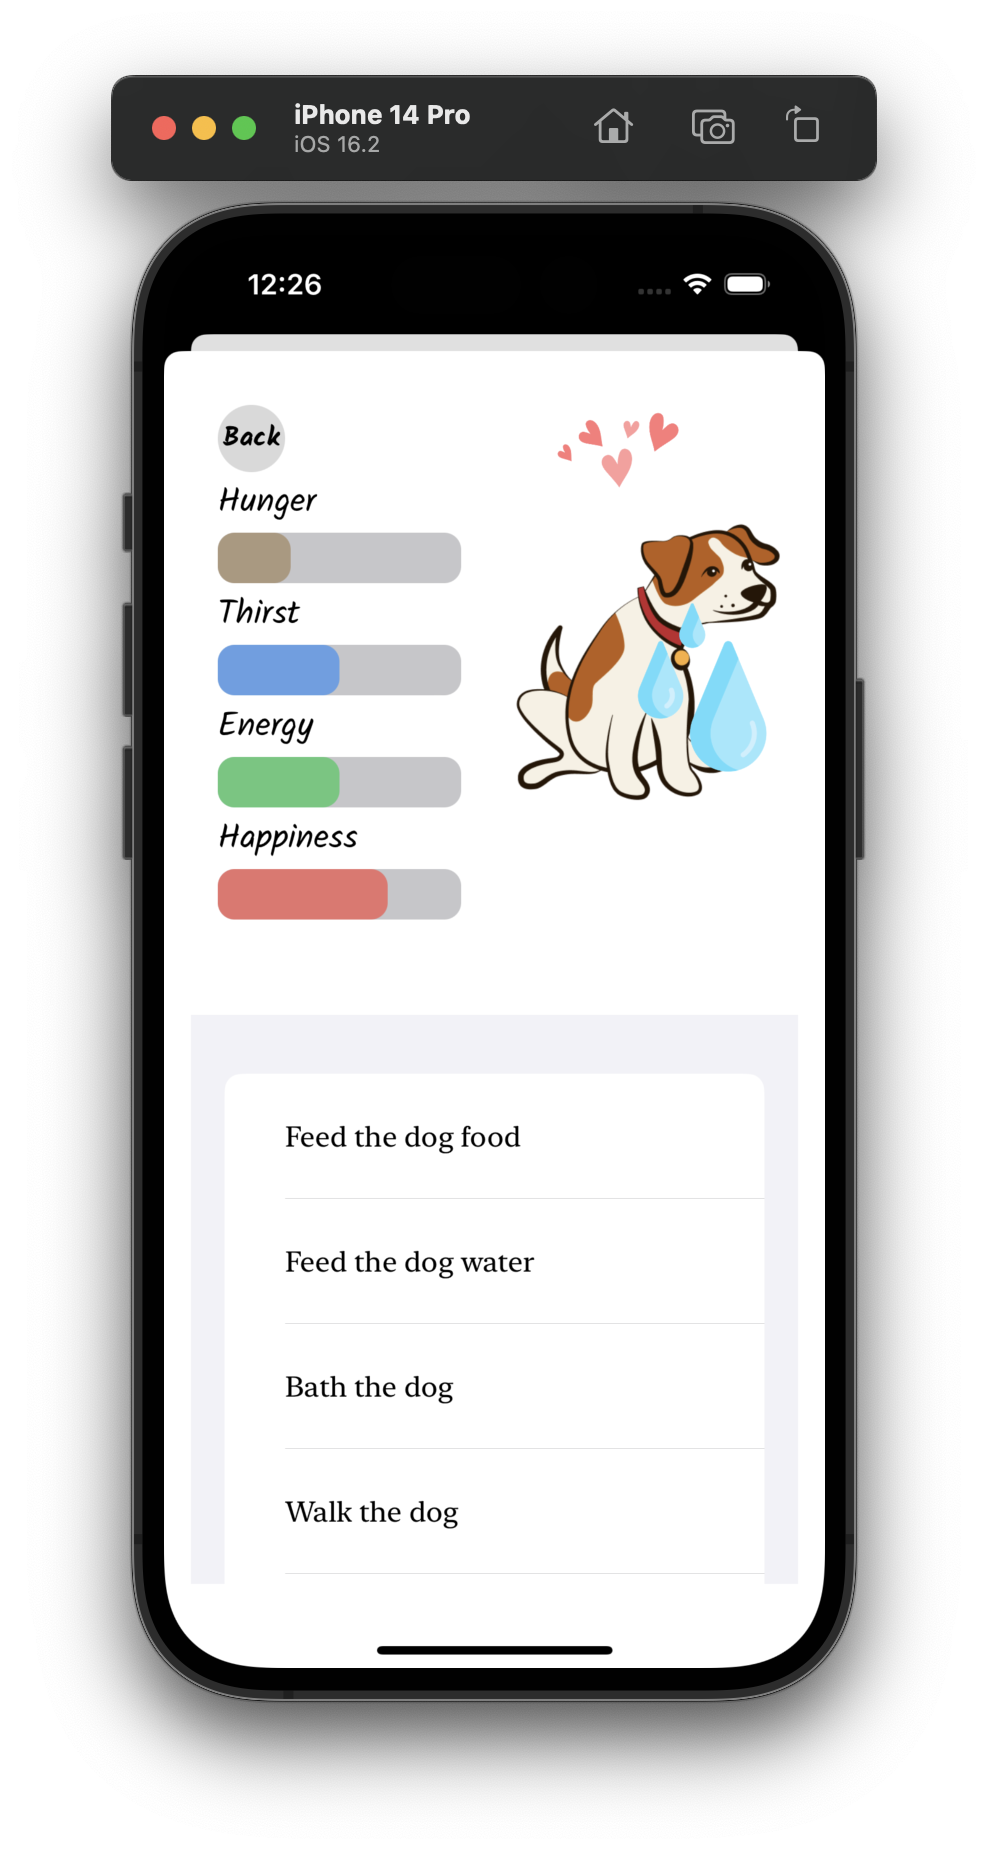 iPhone 14 Pro
iOS 16.2
12:26
Back
Hunger
Thirst
Energy
Happiness
Feed the dog food
Feed the dog water
Bath the dog
Walk the dog